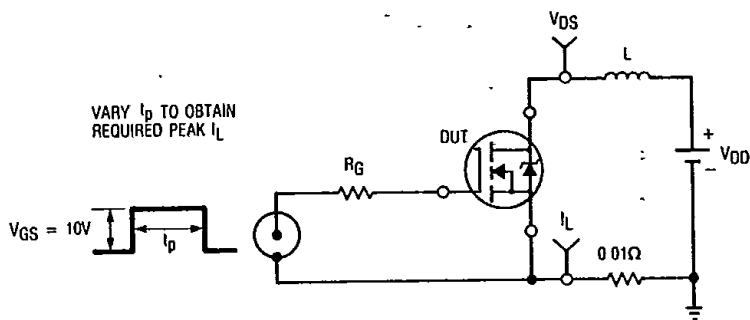 VDS
L
VARY tp TO OBTAIN
REQUIRED PEAK IL
DUT
+
VDD
−
RG
VGS = 10V
tp
IL
0.01Ω